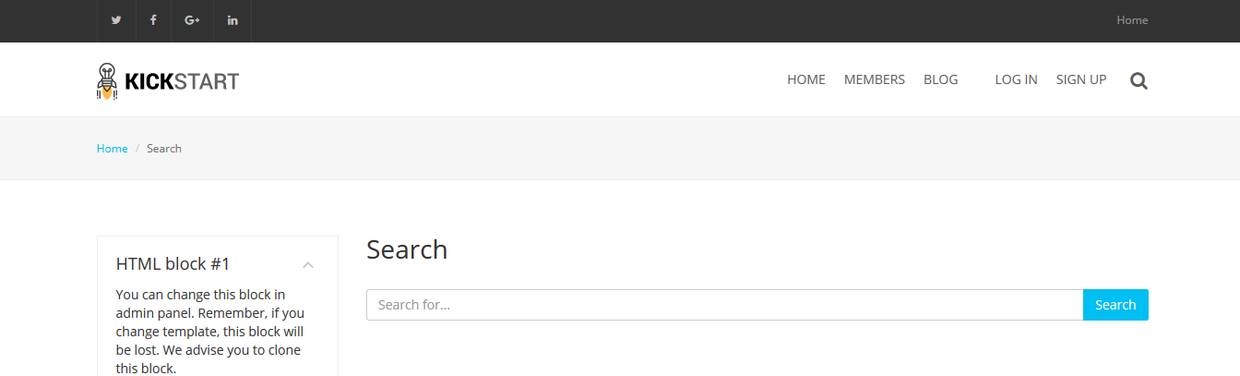 Home
KICKSTART
HOME MEMBERS BLOG LOG IN SIGN UP
Home / Search
HTML block #1
You can change this block in
admin panel. Remember, if you
change template, this block will
be lost. We advise you to clone
this block.
Search
Search for...
Search